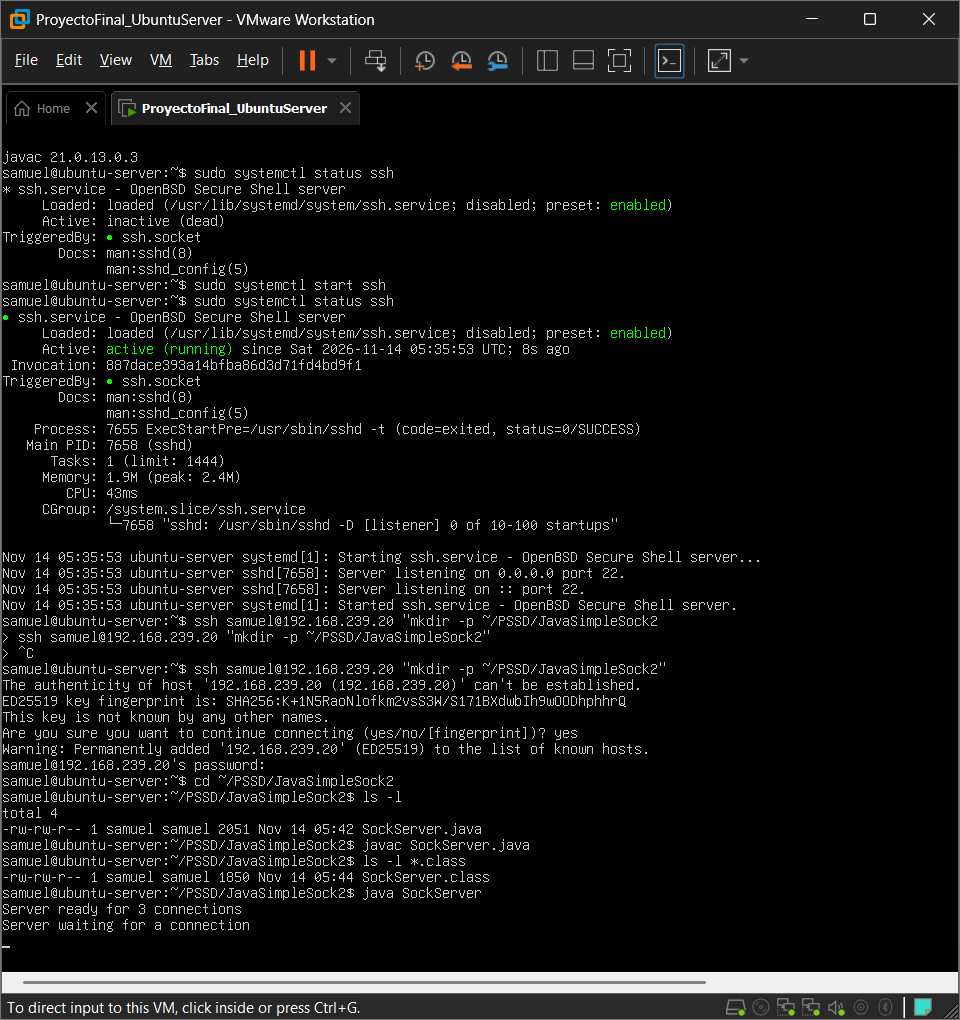 ProyectoFinal_UbuntuServer - VMware Workstation
File Edit View VM Tabs Help
Home ProyectoFinal_UbuntuServer
javac 21.0.13.0.3
samuel@ubuntu-server:~$ sudo systemctl status ssh
* ssh.service - OpenBSD Secure Shell server
Loaded: loaded (/usr/lib/systemd/system/ssh.service; disabled; preset: enabled)
Active: inactive (dead)
TriggeredBy: ● ssh.socket
Docs: man:sshd(8)
man:sshd_config(5)
samuel@ubuntu-server:~$ sudo systemctl start ssh
samuel@ubuntu-server:~$ sudo systemctl status ssh
● ssh.service - OpenBSD Secure Shell server
Loaded: loaded (/usr/lib/systemd/system/ssh.service; disabled; preset: enabled)
Active: active (running) since Sat 2026-11-14 05:35:53 UTC; 8s ago
Invocation: 887dace393a14bfba86d3d71fd4bd9f1
TriggeredBy: ● ssh.socket
Docs: man:sshd(8)
man:sshd_config(5)
Process: 7655 ExecStartPre=/usr/sbin/sshd -t (code=exited, status=0/SUCCESS)
Main PID: 7658 (sshd)
Tasks: 1 (limit: 1444)
Memory: 1.9M (peak: 2.4M)
CPU: 43ms
CGroup: /system.slice/ssh.service
└─7658 "sshd: /usr/sbin/sshd -D [listener] 0 of 10-100 startups"
Nov 14 05:35:53 ubuntu-server systemd[1]: Starting ssh.service - OpenBSD Secure Shell server...
Nov 14 05:35:53 ubuntu-server sshd[7658]: Server listening on 0.0.0.0 port 22.
Nov 14 05:35:53 ubuntu-server sshd[7658]: Server listening on :: port 22.
Nov 14 05:35:53 ubuntu-server systemd[1]: Started ssh.service - OpenBSD Secure Shell server.
samuel@ubuntu-server:~$ ssh samuel@192.168.239.20 "mkdir -p ~/PSSD/JavaSimpleSock2
> ssh samuel@192.168.239.20 "mkdir -p ~/PSSD/JavaSimpleSock2"
> ^C
samuel@ubuntu-server:~$ ssh samuel@192.168.239.20 "mkdir -p ~/PSSD/JavaSimpleSock2"
The authenticity of host '192.168.239.20 (192.168.239.20)' can't be established.
ED25519 key fingerprint is: SHA256:K+1N5RaoNlofkm2vsS3W/S171BXdwbIh9wOODhphhrQ
This key is not known by any other names.
Are you sure you want to continue connecting (yes/no/[fingerprint])? yes
Warning: Permanently added '192.168.239.20' (ED25519) to the list of known hosts.
samuel@192.168.239.20's password:
samuel@ubuntu-server:~$ cd ~/PSSD/JavaSimpleSock2
samuel@ubuntu-server:~/PSSD/JavaSimpleSock2$ ls -l
total 4
-rw-rw-r-- 1 samuel samuel 2051 Nov 14 05:42 SockServer.java
samuel@ubuntu-server:~/PSSD/JavaSimpleSock2$ javac SockServer.java
samuel@ubuntu-server:~/PSSD/JavaSimpleSock2$ ls -l *.class
-rw-rw-r-- 1 samuel samuel 1850 Nov 14 05:44 SockServer.class
samuel@ubuntu-server:~/PSSD/JavaSimpleSock2$ java SockServer
Server ready for 3 connections
Server waiting for a connection
To direct input to this VM, click inside or press Ctrl+G.